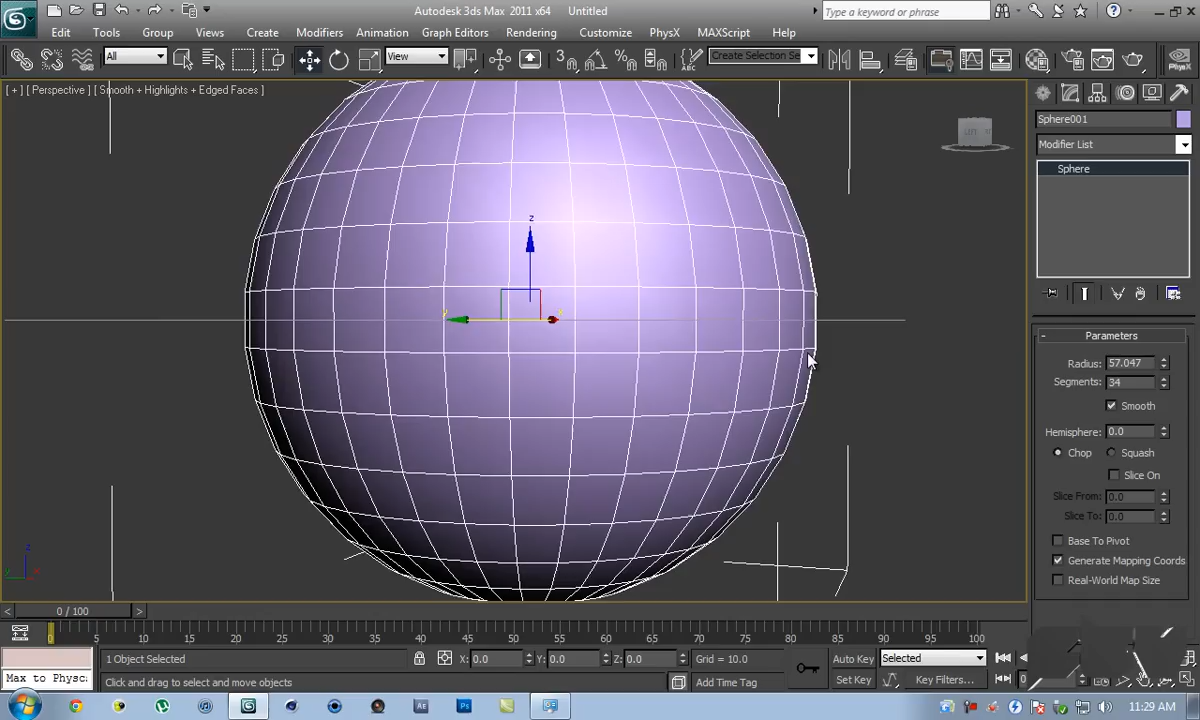 Autodesk 3ds Max 2011 x64 Untitled
Type a keyword or phrase
Edit Tools Group Views Create Modifiers Animation Graph Editors Rendering Customize PhysX MAXScript Help
All View Create Selection Se
[ + ] [ Perspective ] [ Smooth + Highlights + Edged Faces ]
Sphere001
Modifier List
Sphere
z
Parameters
Radius: 57.047
Segments: 34
Smooth
Hemisphere: 0.0
Chop Squash
Slice On
Slice From: 0.0
Slice To: 0.0
Base To Pivot
Generate Mapping Coords
Real-World Map Size
0 / 100
0 5 10 15 20 25 30 35 40 45 50 55 60 65 70 75 80 85 90 95 100
1 Object Selected X: 0.0 Y: 0.0 Z: 0.0 Grid = 10.0 Auto Key Selected
Max to Physc Click and drag to select and move objects Add Time Tag Set Key Key Filters...
11:29 AM